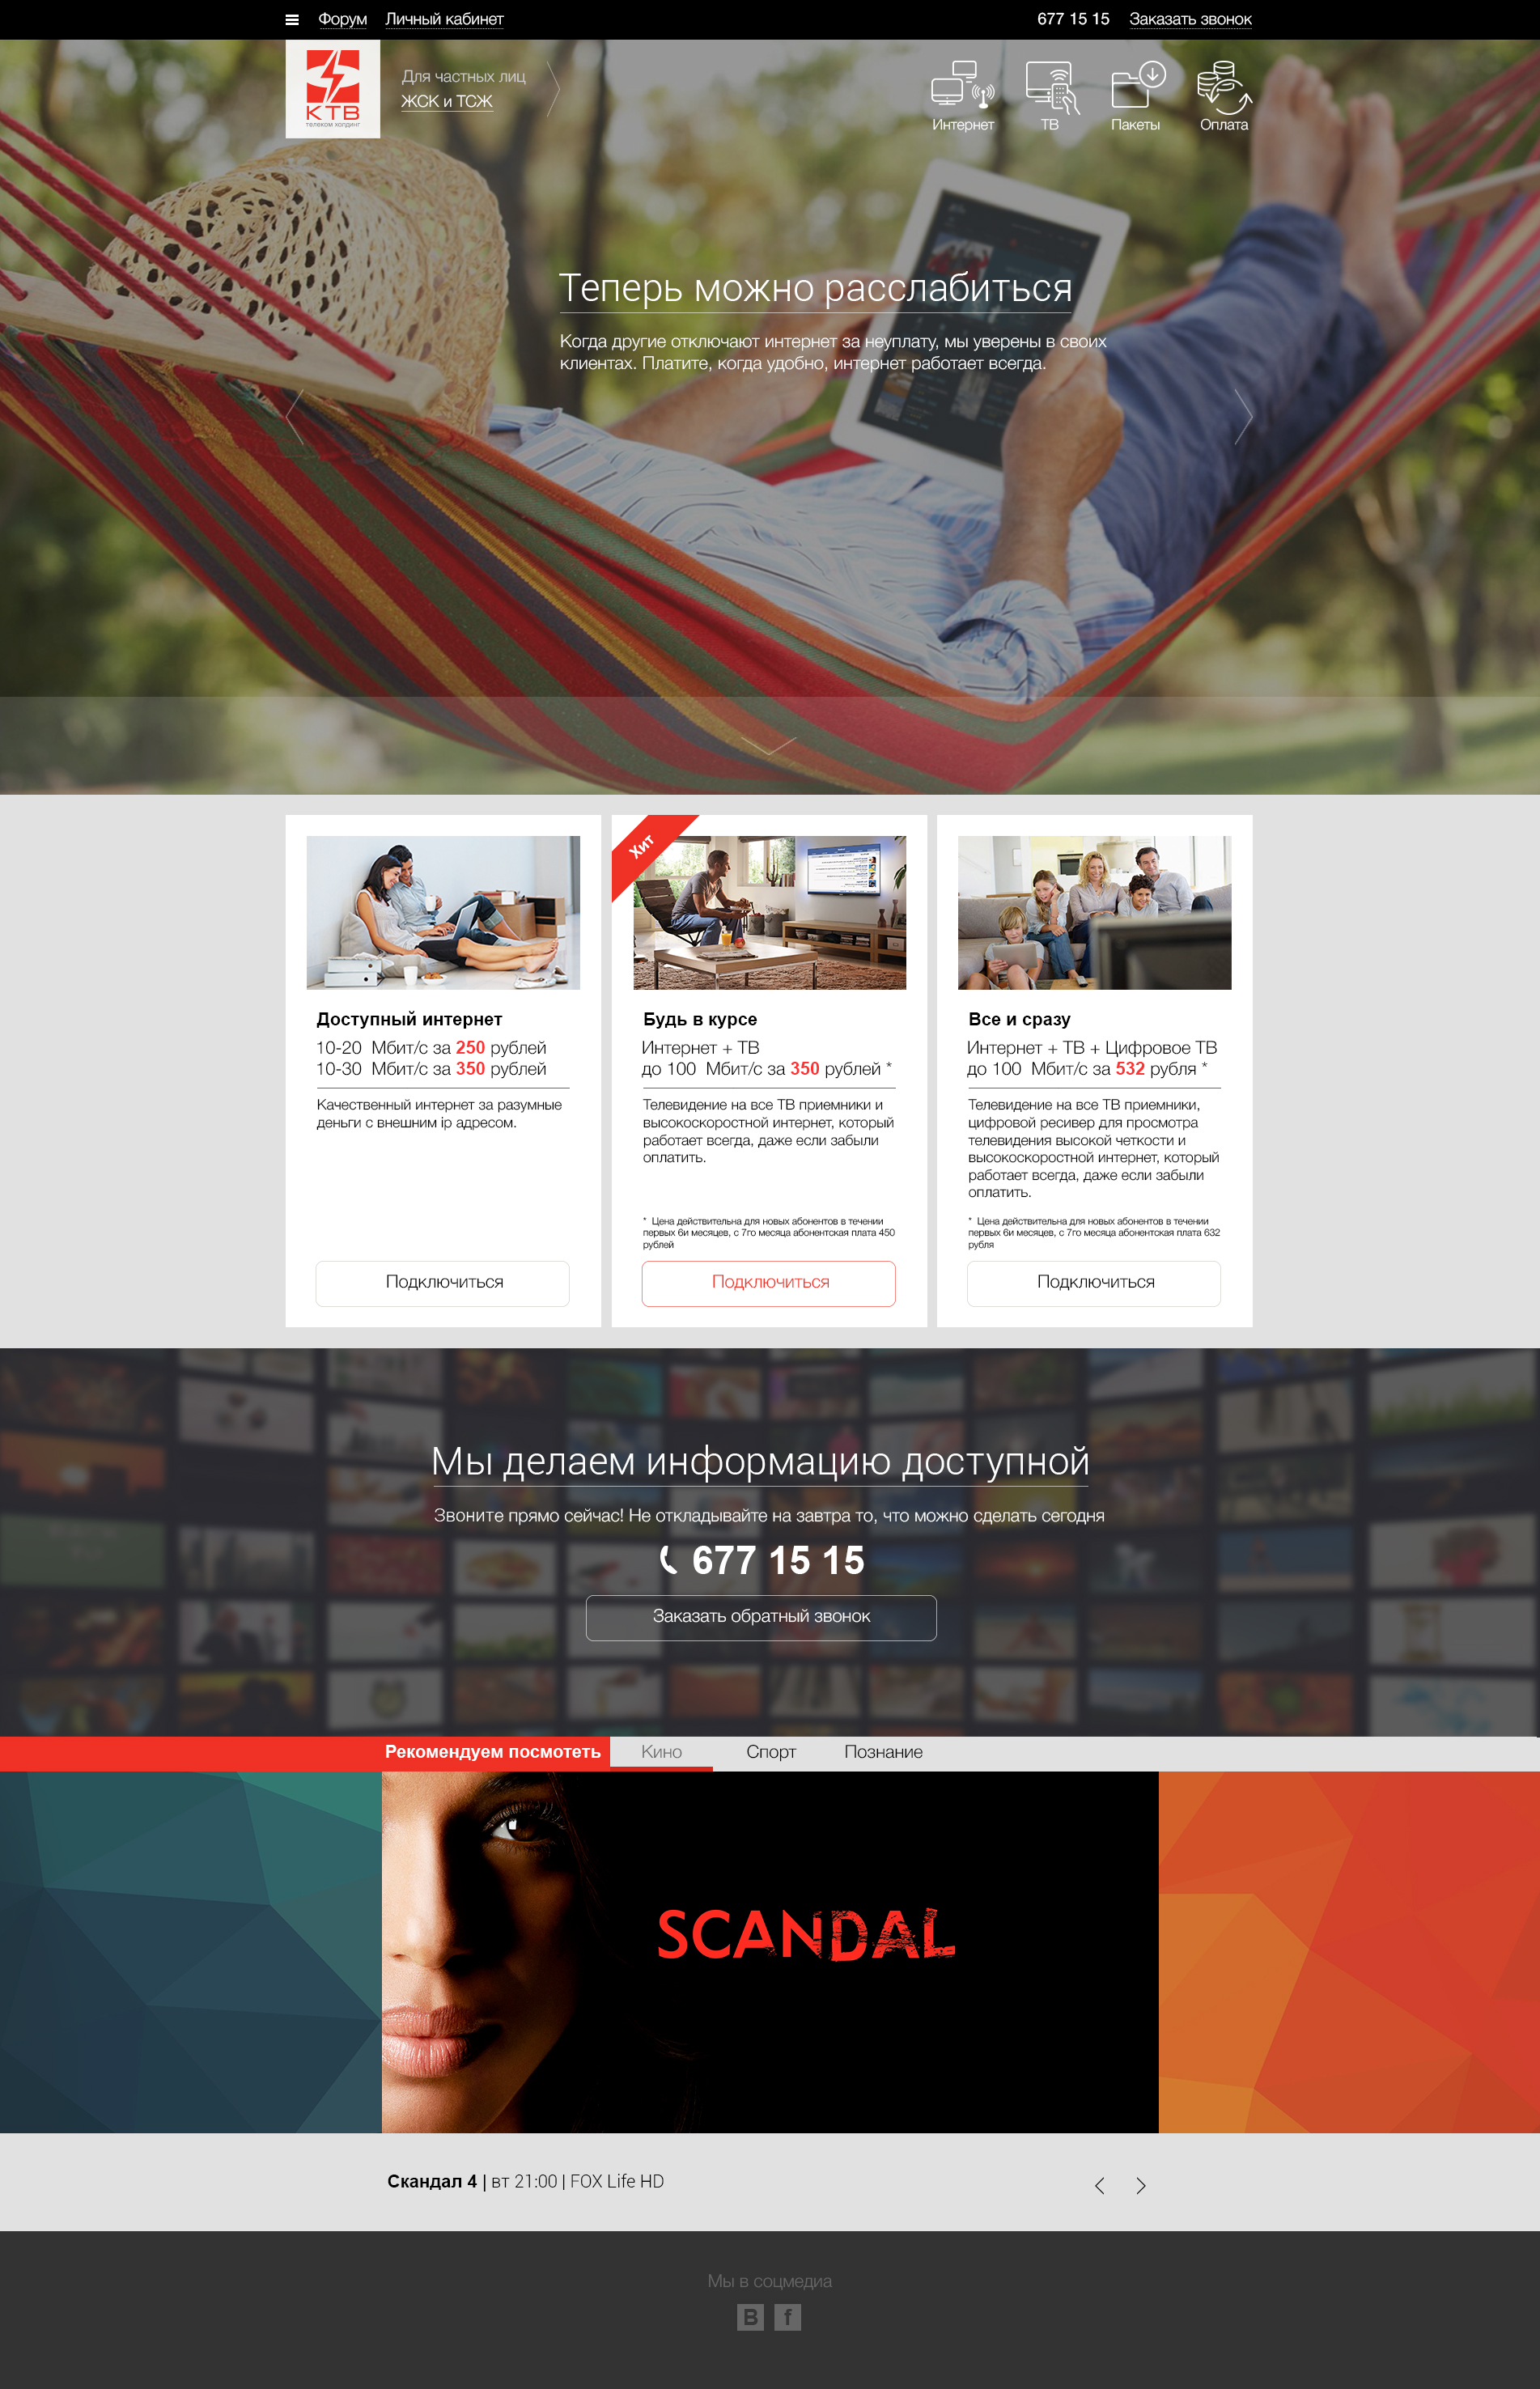 Форум Личный кабинет 677 15 15 Заказать звонок
КТВ
телеком холдинг
Для частных лиц
ЖСК и ТСЖ
Интернет ТВ Пакеты Оплата
Теперь можно расслабиться
Когда другие отключают интернет за неуплату, мы уверены в своих
клиентах. Платите, когда удобно, интернет работает всегда.
Доступный интернет
10-20 Мбит/с за 250 рублей
10-30 Мбит/с за 350 рублей
Качественный интернет за разумные
деньги с внешним ip адресом.
Подключиться
Хит
Будь в курсе
Интернет + ТВ
до 100 Мбит/с за 350 рублей *
Телевидение на все ТВ приемники и
высокоскоростной интернет, который
работает всегда, даже если забыли
оплатить.
* Цена действительна для новых абонентов в течении
первых 6и месяцев, с 7го месяца абонентская плата 450
рублей
Подключиться
Все и сразу
Интернет + ТВ + Цифровое ТВ
до 100 Мбит/с за 532 рубля *
Телевидение на все ТВ приемники,
цифровой ресивер для просмотра
телевидения высокой четкости и
высокоскоростной интернет, который
работает всегда, даже если забыли
оплатить.
* Цена действительна для новых абонентов в течении
первых 6и месяцев, с 7го месяца абонентская плата 632
рубля
Подключиться
Мы делаем информацию доступной
Звоните прямо сейчас! Не откладывайте на завтра то, что можно сделать сегодня
677 15 15
Заказать обратный звонок
Рекомендуем посмотеть Кино Спорт Познание
SCANDAL
Скандал 4 | вт 21:00 | FOX Life HD
Мы в соцмедиа
В f